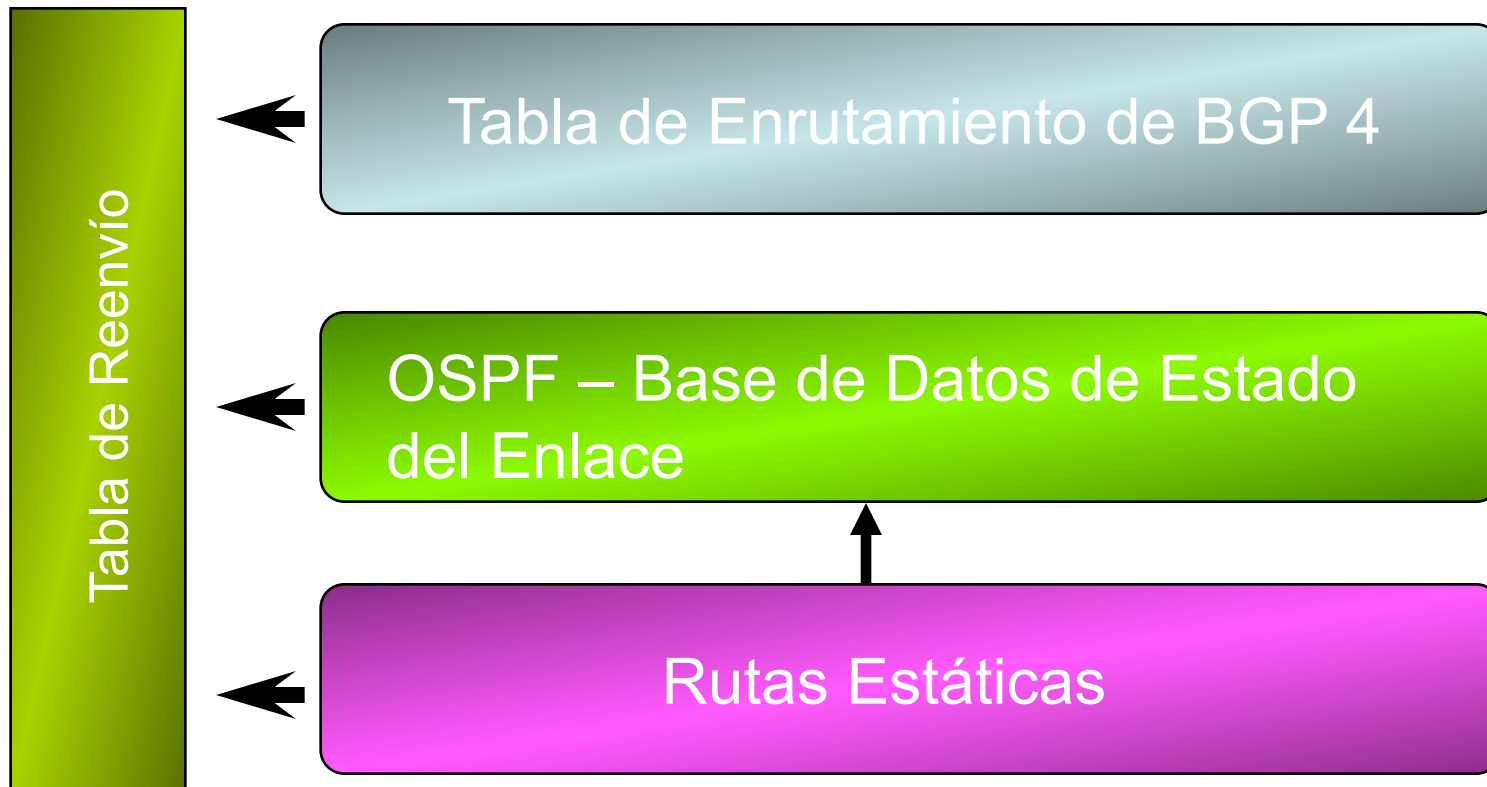 Tabla de Reenvío
Tabla de Enrutamiento de BGP 4
OSPF – Base de Datos de Estado
del Enlace
Rutas Estáticas